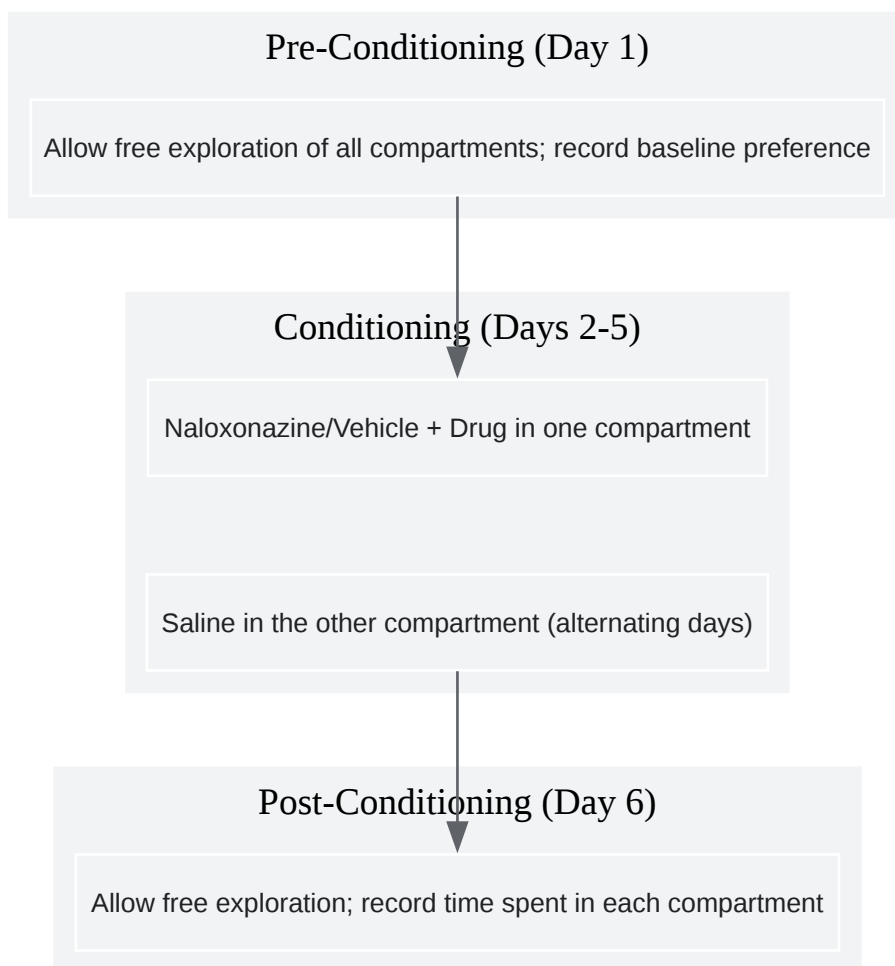 Pre-Conditioning (Day 1)
Allow free exploration of all compartments; record baseline preference
Conditioning (Days 2-5)
Naloxonazine/Vehicle + Drug in one compartment
Saline in the other compartment (alternating days)
Post-Conditioning (Day 6)
Allow free exploration; record time spent in each compartment